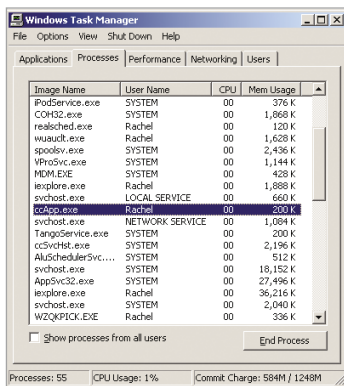 Windows Task Manager
File Options View Shut Down Help
Applications Processes Performance Networking Users
Image Name User Name CPU Mem Usage
iPodService.exe SYSTEM 00 376 K
COH32.exe SYSTEM 00 1,868 K
realsched.exe Rachel 00 120 K
wuauclt.exe Rachel 00 1,628 K
spoolsv.exe SYSTEM 00 2,436 K
VProSvc.exe SYSTEM 00 1,144 K
MDM.EXE SYSTEM 00 428 K
iexplore.exe Rachel 00 1,888 K
svchost.exe LOCAL SERVICE 00 660 K
ccApp.exe Rachel 00 200 K
svchost.exe NETWORK SERVICE 00 1,084 K
TangoService.exe SYSTEM 00 200 K
ccSvcHst.exe SYSTEM 00 2,196 K
AluSchedulerSvc.... SYSTEM 00 512 K
svchost.exe SYSTEM 00 18,152 K
AppSvc32.exe SYSTEM 00 27,496 K
iexplore.exe Rachel 00 36,216 K
svchost.exe SYSTEM 00 2,040 K
WZQKPICK.EXE Rachel 00 336 K
Show processes from all users End Process
Processes: 55 CPU Usage: 1% Commit Charge: 584M / 1248M